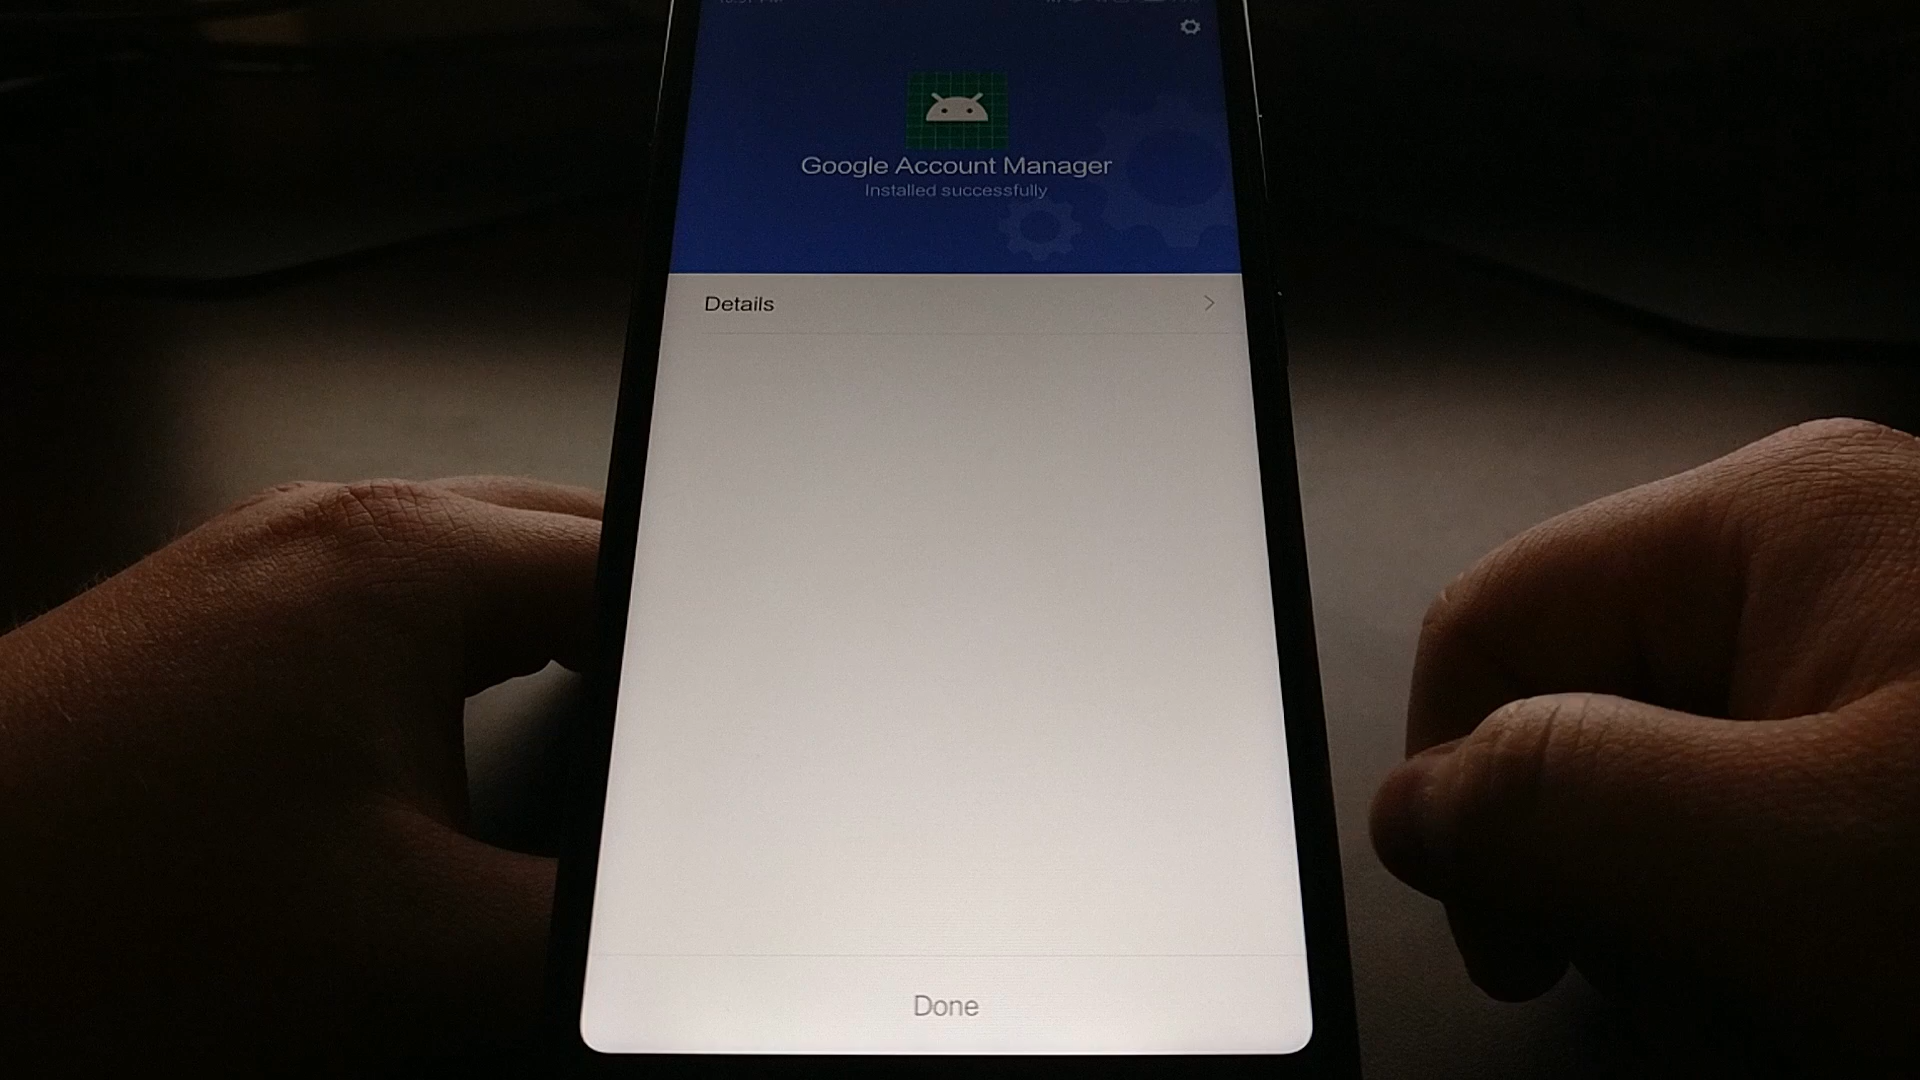 Google Account Manager
Installed successfully
Details
Done